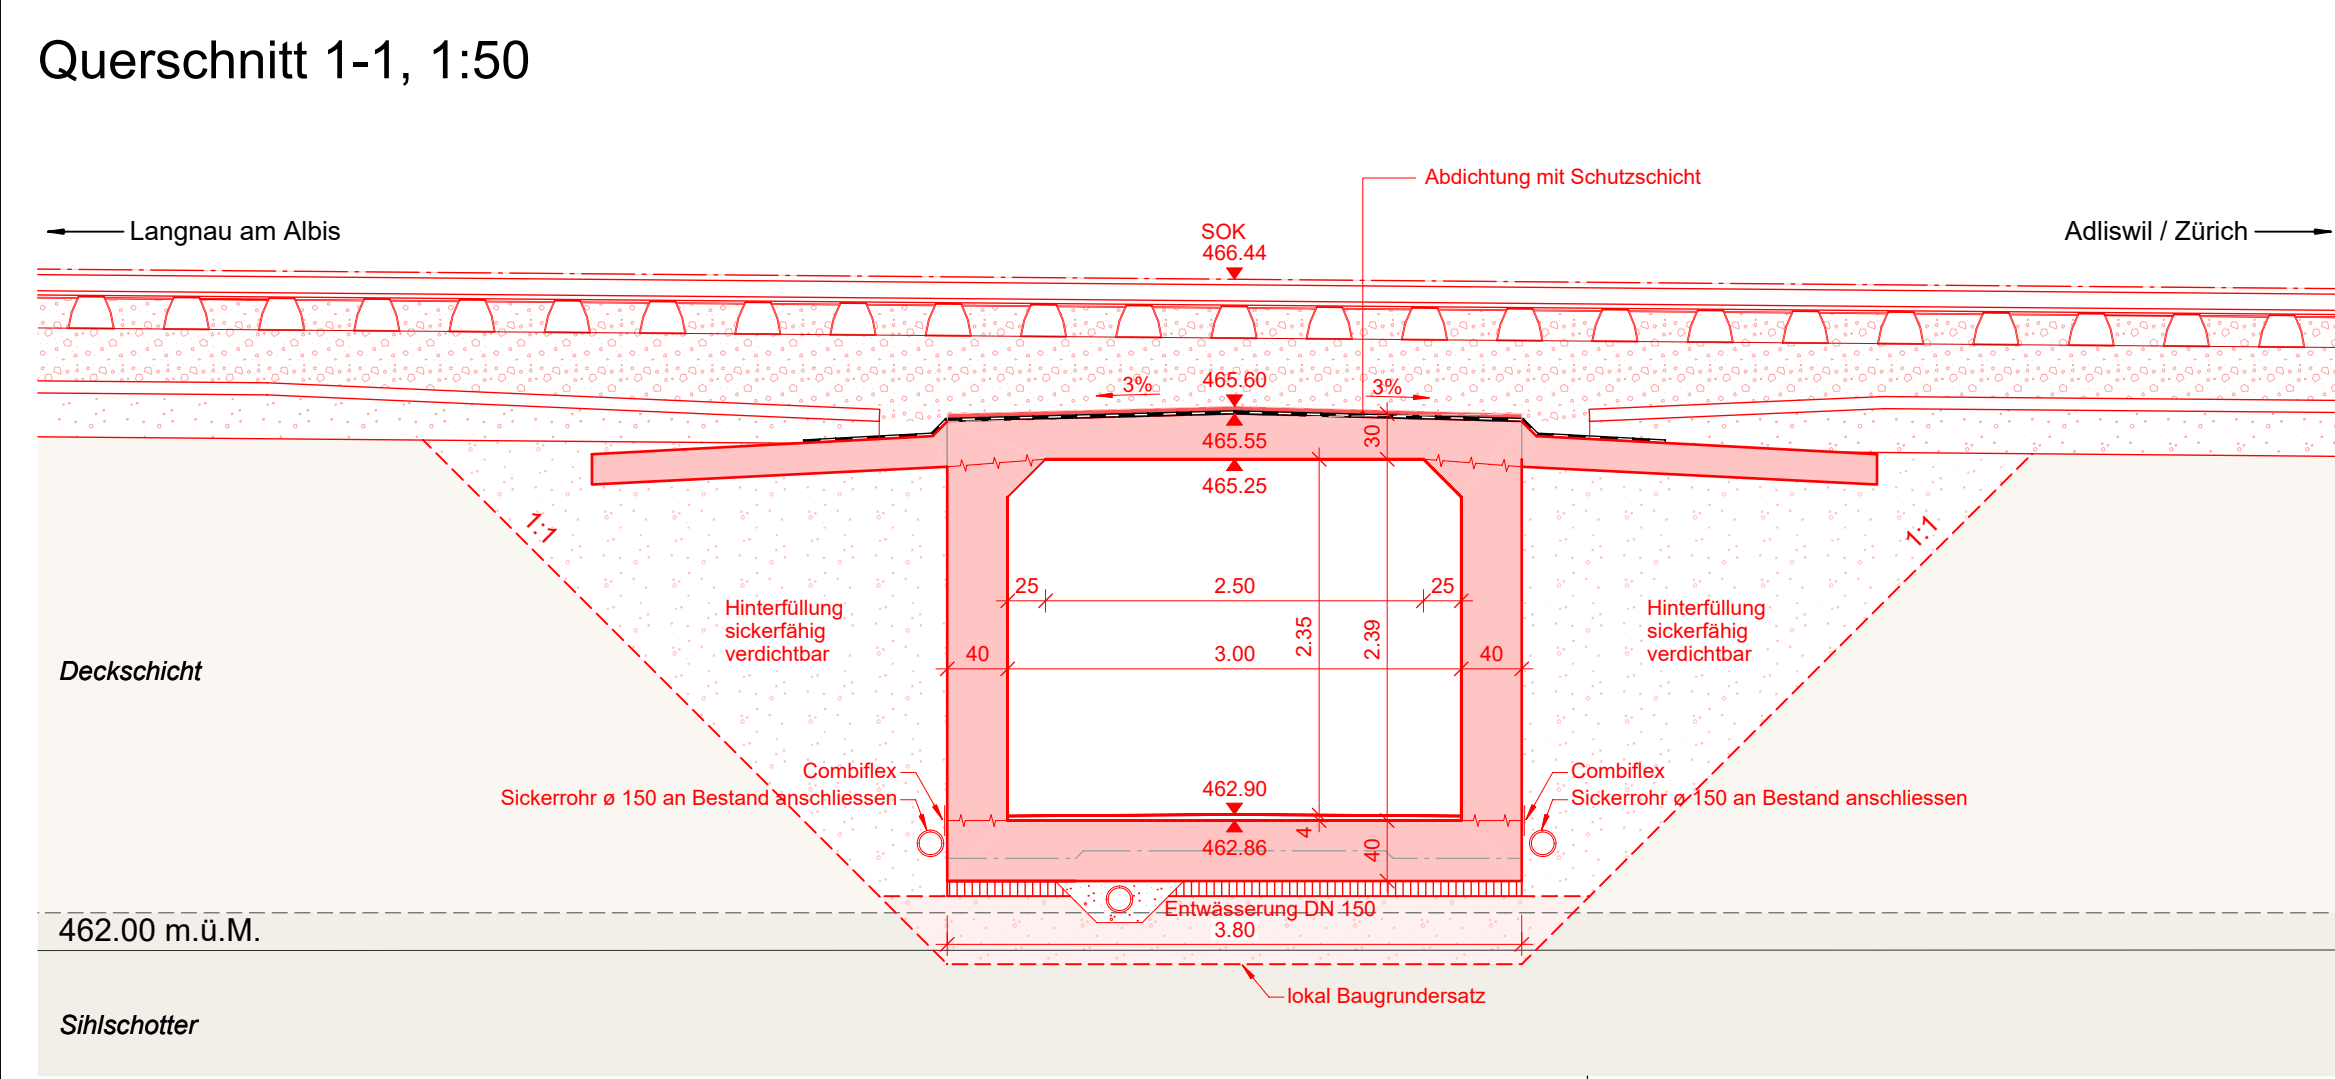 Querschnitt 1-1, 1:50
Abdichtung mit Schutzschicht
Langnau am Albis
SOK
466.44
Adliswil / Zürich
3%
465.60
3%
465.55
30
465.25
1:1
1:1
25
2.50
25
Hinterfüllung
sickerfähig
verdichtbar
2.35
2.39
Hinterfüllung
sickerfähig
verdichtbar
40
3.00
40
Deckschicht
Combiflex
Sickerrohr ø 150 an Bestand anschliessen
462.90
Combiflex
Sickerrohr ø 150 an Bestand anschliessen
4
462.86
40
Entwässerung DN 150
462.00 m.ü.M.
3.80
lokal Baugrundersatz
Sihlschotter